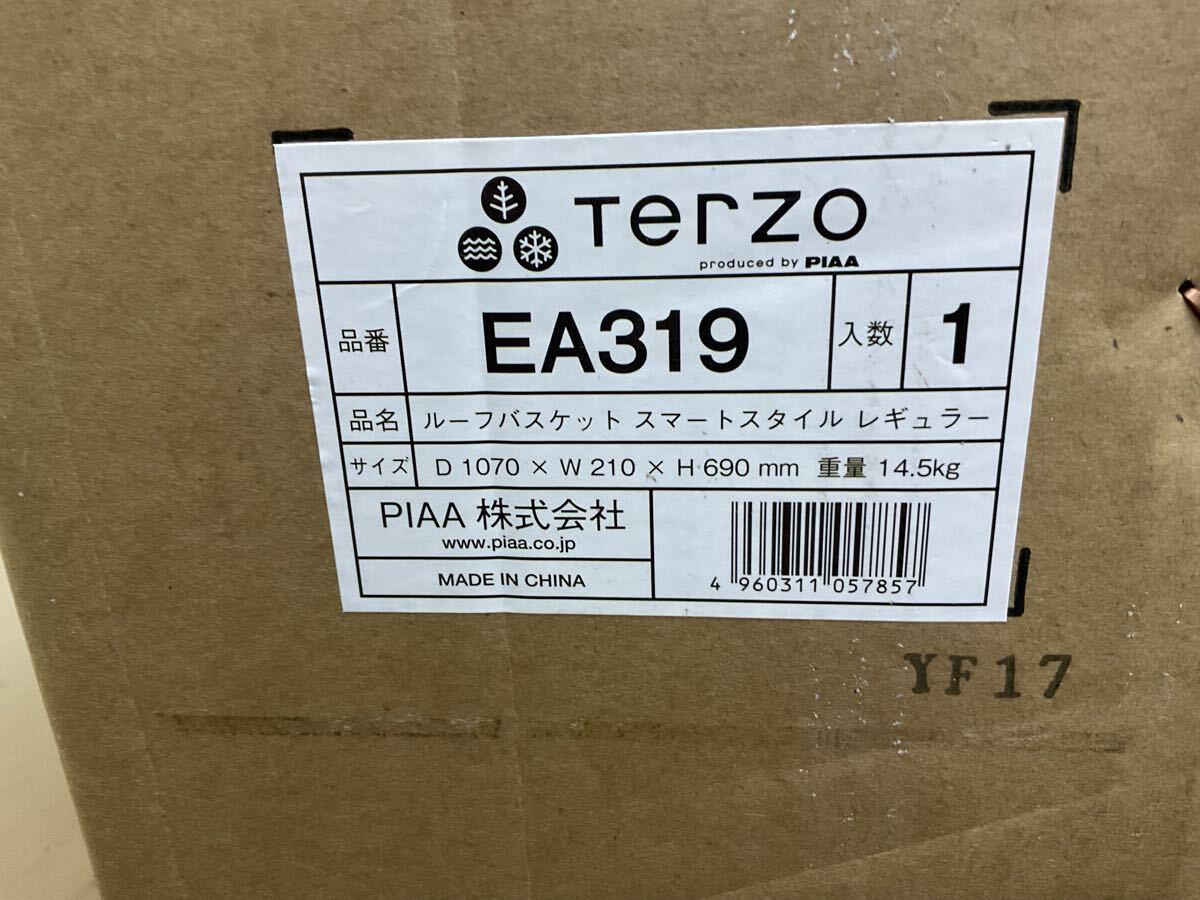 Terzo
produced by PIAA
品番 EA319 入数 1
品名 ルーフバスケット スマートスタイル レギュラー
サイズ D 1070 × W 210 × H 690 mm 重量 14.5kg
PIAA 株式会社
www.piaa.co.jp
MADE IN CHINA
4 960311 057857
YF17